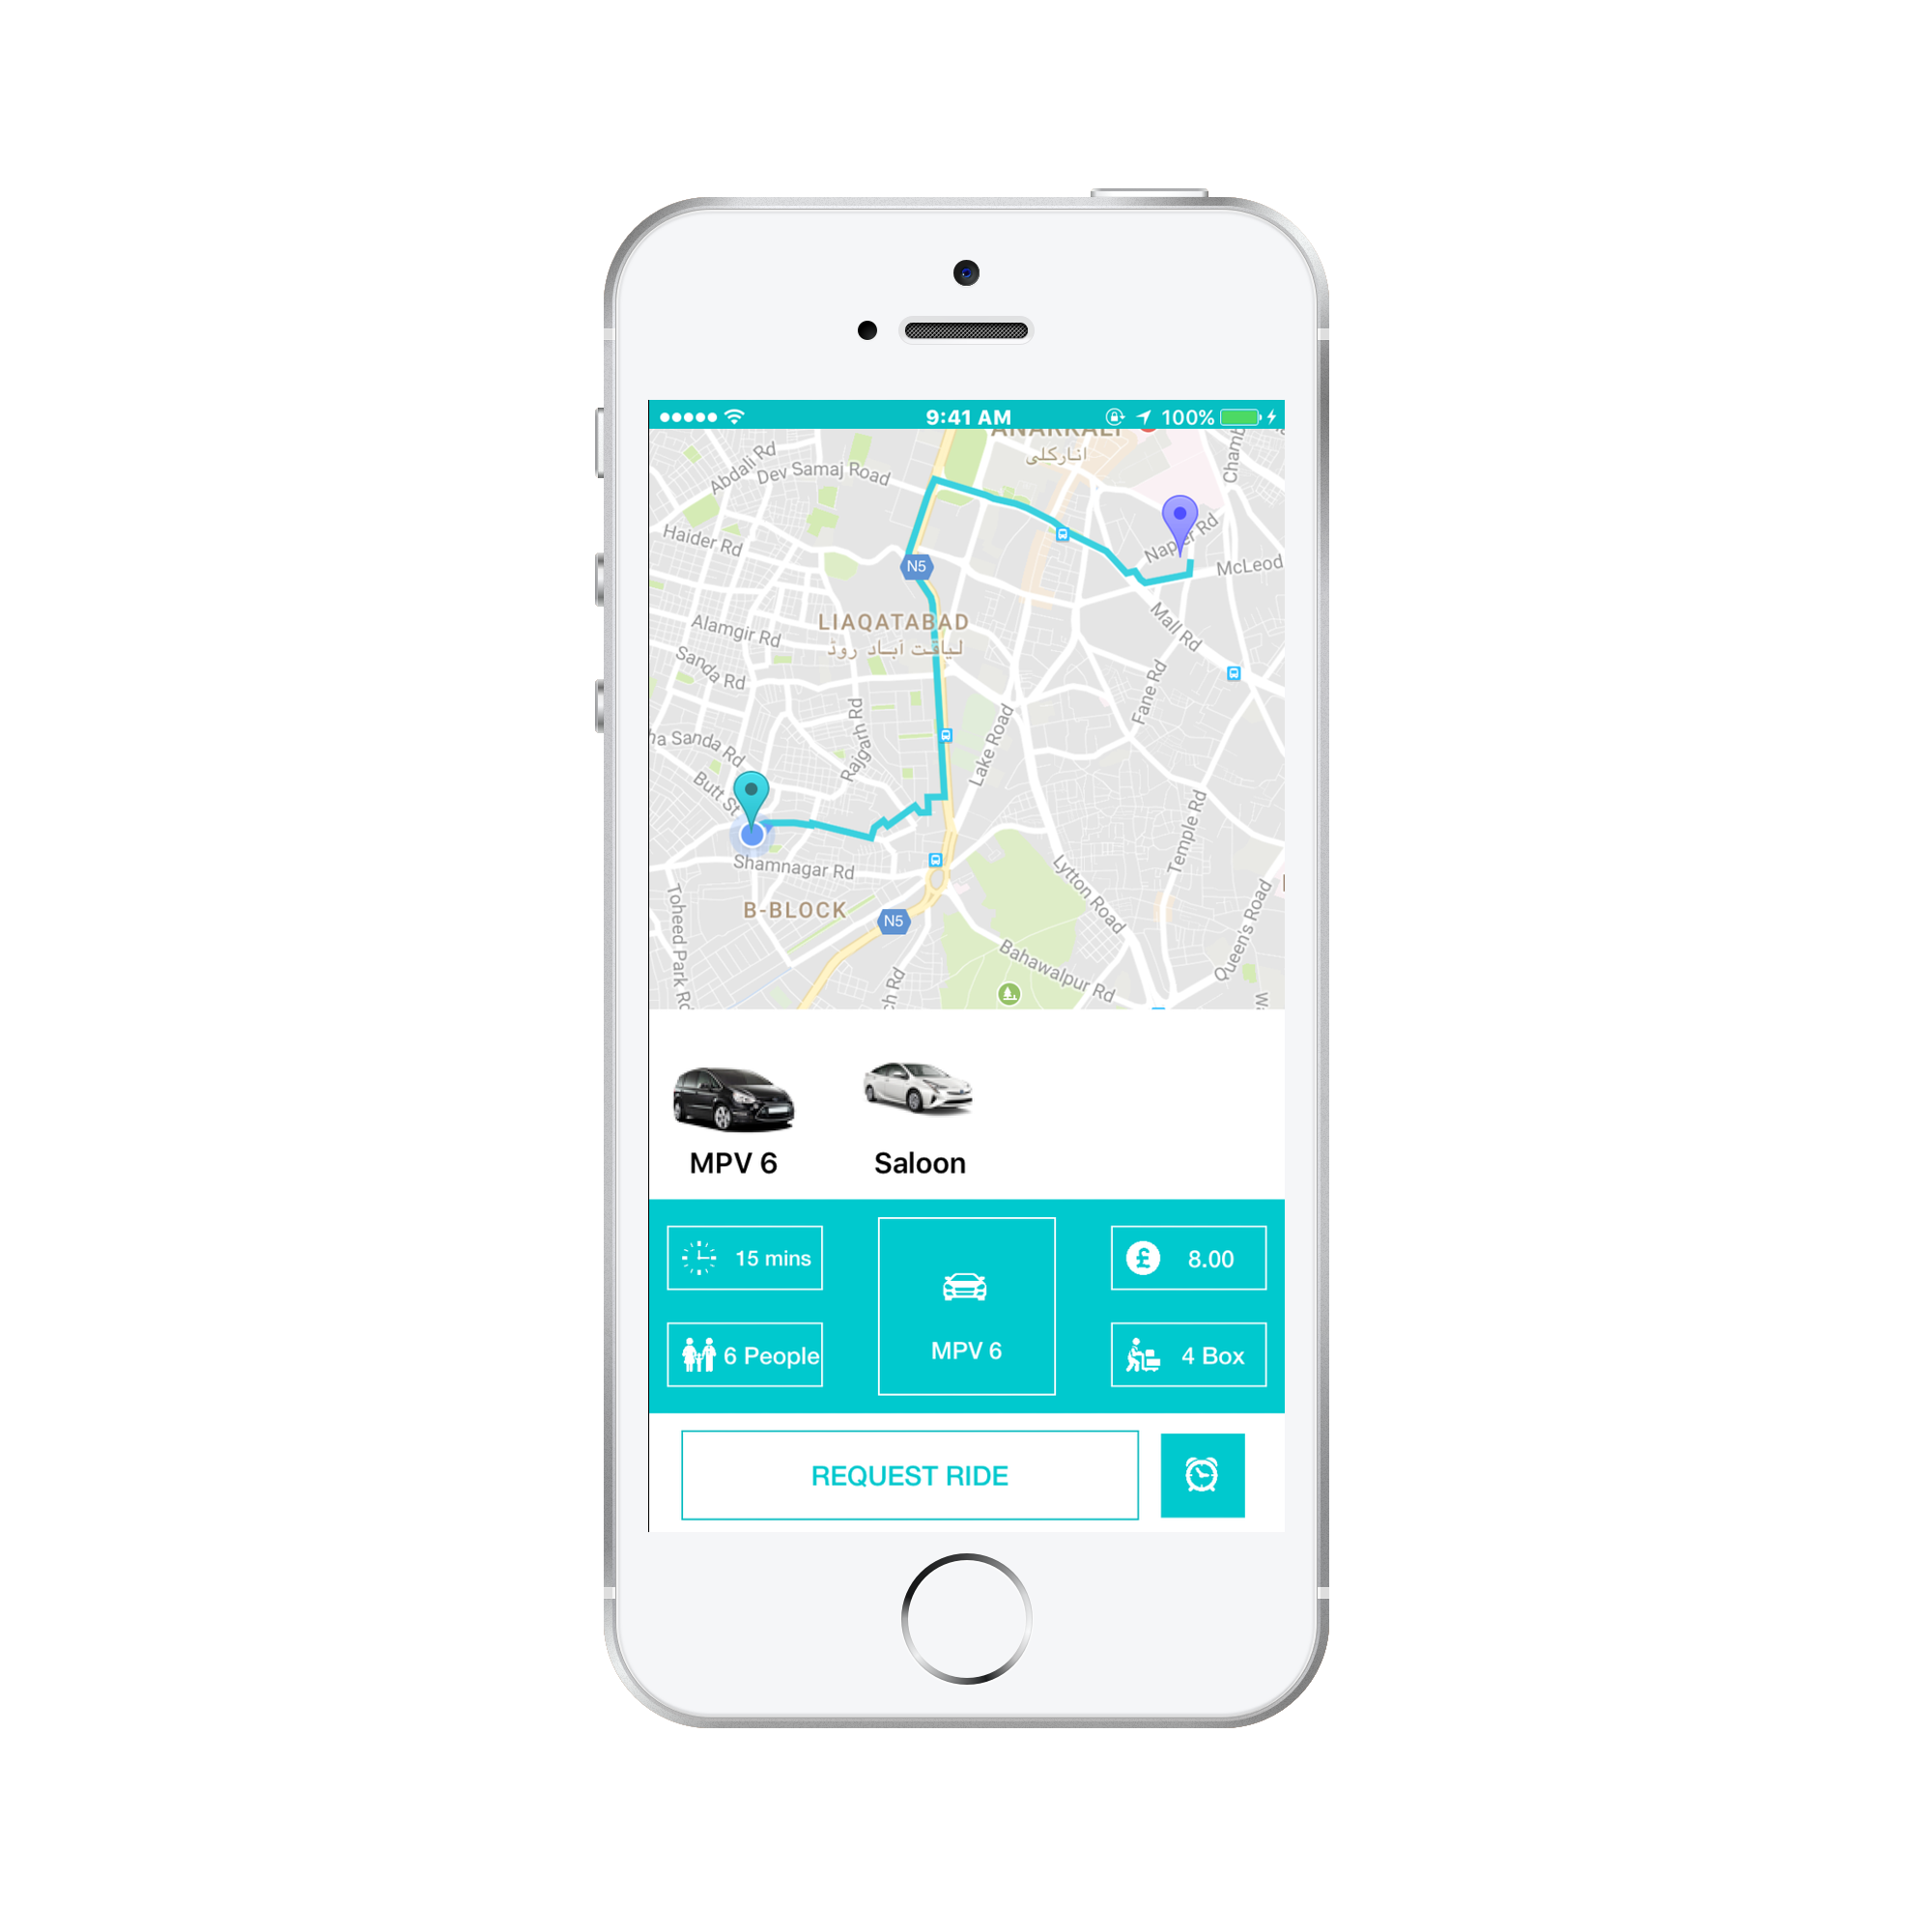 9:41 AM
100%
ANARKALI
انارکلی
Abdali Rd
Dev Samaj Road
Haider Rd
Napier Rd
McLeod
N5
LIAQATABAD
لیاقت آباد روڈ
Alamgir Rd
Mall Rd
Sanda Rd
Fane Rd
Rajgarh Rd
Lake Road
ha Sanda Rd
Butt St
Temple Rd
Shamnagar Rd
Lytton Road
B-BLOCK
N5
Toheed Park Rd
Queen's Road
Bahawalpur Rd
ch Rd
MPV 6
Saloon
15 mins
£ 8.00
MPV 6
6 People
4 Box
REQUEST RIDE